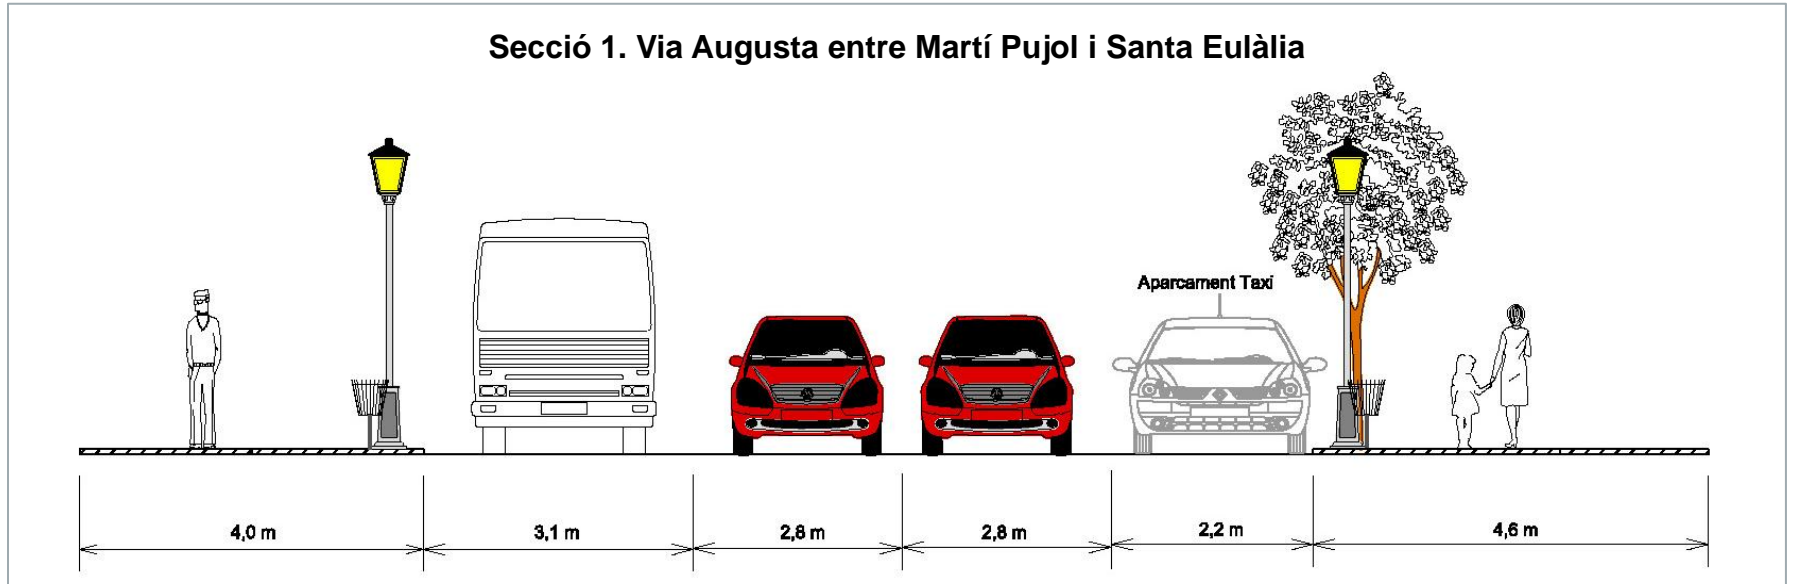 Secció 1. Via Augusta entre Martí Pujol i Santa Eulàlia
Aparcament Taxi
4,0 m
3,1 m
2,8 m
2,8 m
2,2 m
4,6 m